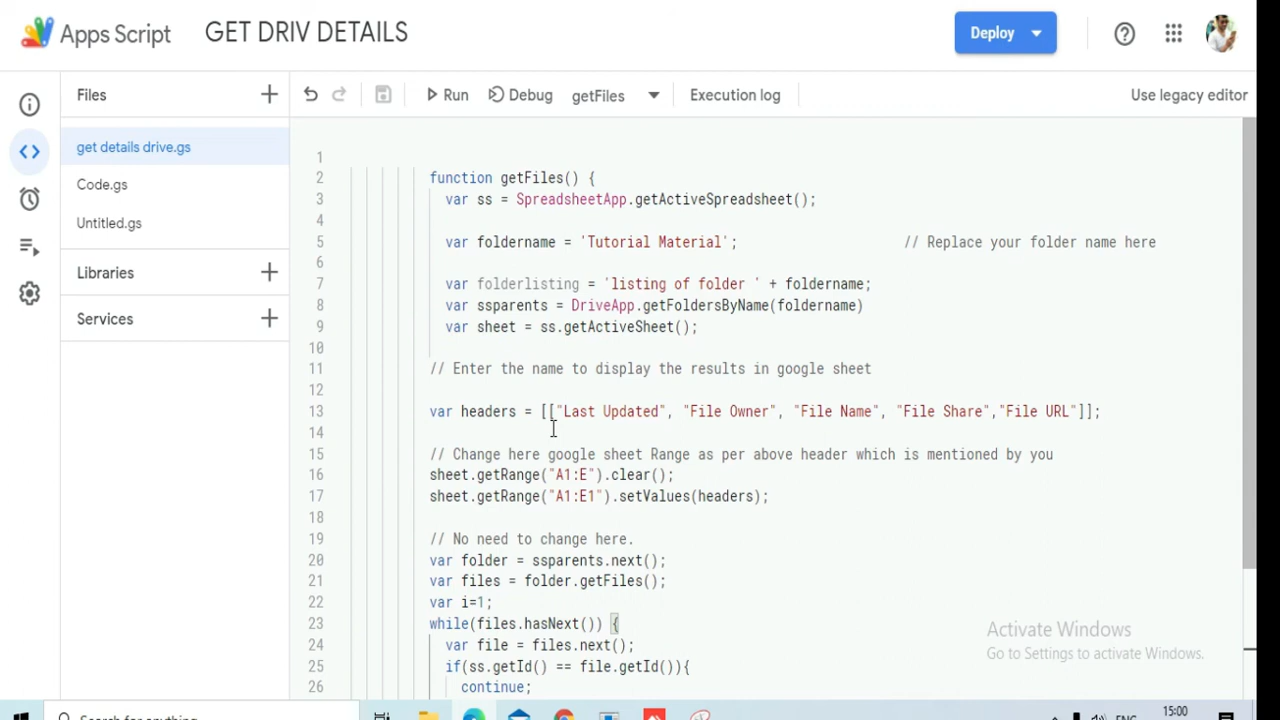 Apps Script
GET DRIV DETAILS
Deploy
Files
Run
Debug
getFiles
Execution log
Use legacy editor
get details drive.gs
Code.gs
Untitled.gs
Libraries
Services
1
2 function getFiles() {
3 var ss = SpreadsheetApp.getActiveSpreadsheet();
4
5 var foldername = 'Tutorial Material'; // Replace your folder name here
6
7 var folderlisting = 'listing of folder ' + foldername;
8 var ssparents = DriveApp.getFoldersByName(foldername)
9 var sheet = ss.getActiveSheet();
10
11 // Enter the name to display the results in google sheet
12
13 var headers = [["Last Updated", "File Owner", "File Name", "File Share","File URL"]];
14
15 // Change here google sheet Range as per above header which is mentioned by you
16 sheet.getRange("A1:E").clear();
17 sheet.getRange("A1:E1").setValues(headers);
18
19 // No need to change here.
20 var folder = ssparents.next();
21 var files = folder.getFiles();
22 var i=1;
23 while(files.hasNext()) {
24 var file = files.next();
25 if(ss.getId() == file.getId()){
26 continue;
Activate Windows
Go to Settings to activate Windows.
Search for anything
ENG
15:00